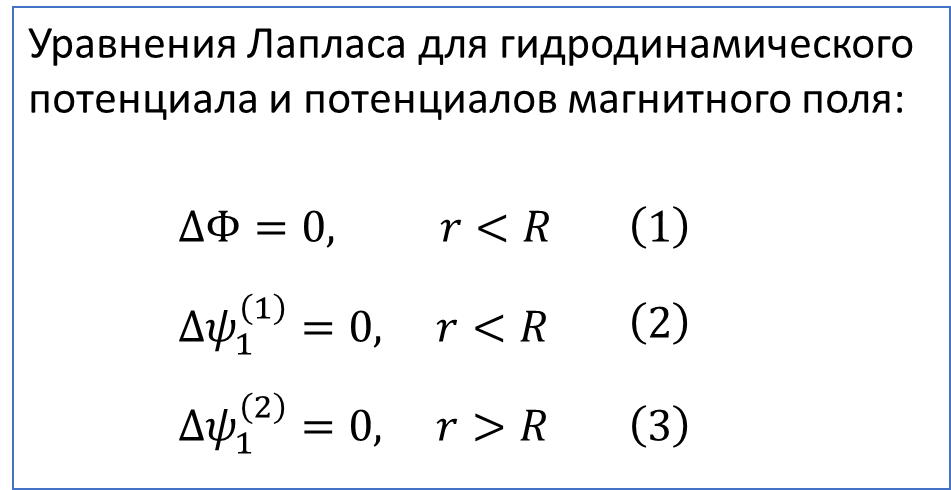 Уравнения Лапласа для гидродинамического
потенциала и потенциалов магнитного поля:
ΔΦ = 0, r < R (1)
Δψ₁⁽¹⁾ = 0, r < R (2)
Δψ₁⁽²⁾ = 0, r > R (3)